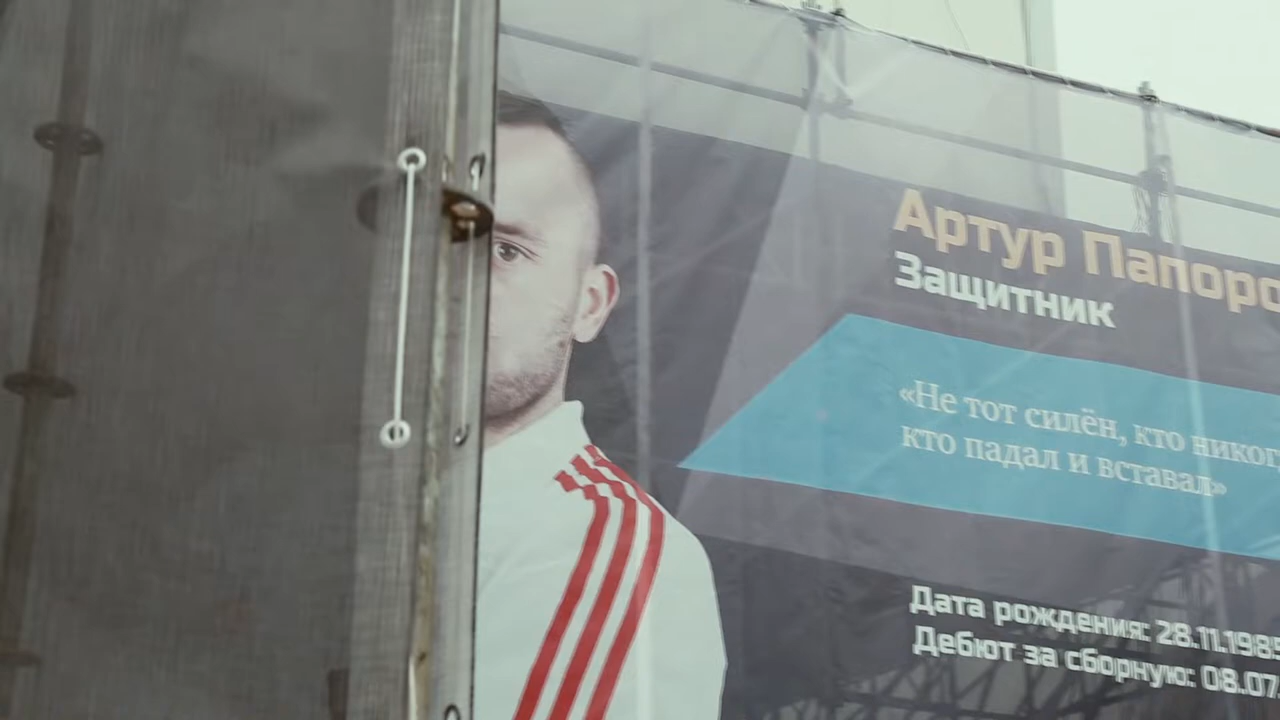 Артур Папоро
Защитник
«Не тот силён, кто никог
кто падал и вставал»
Дата рождения: 28.11.1985
Дебют за сборную: 08.07.